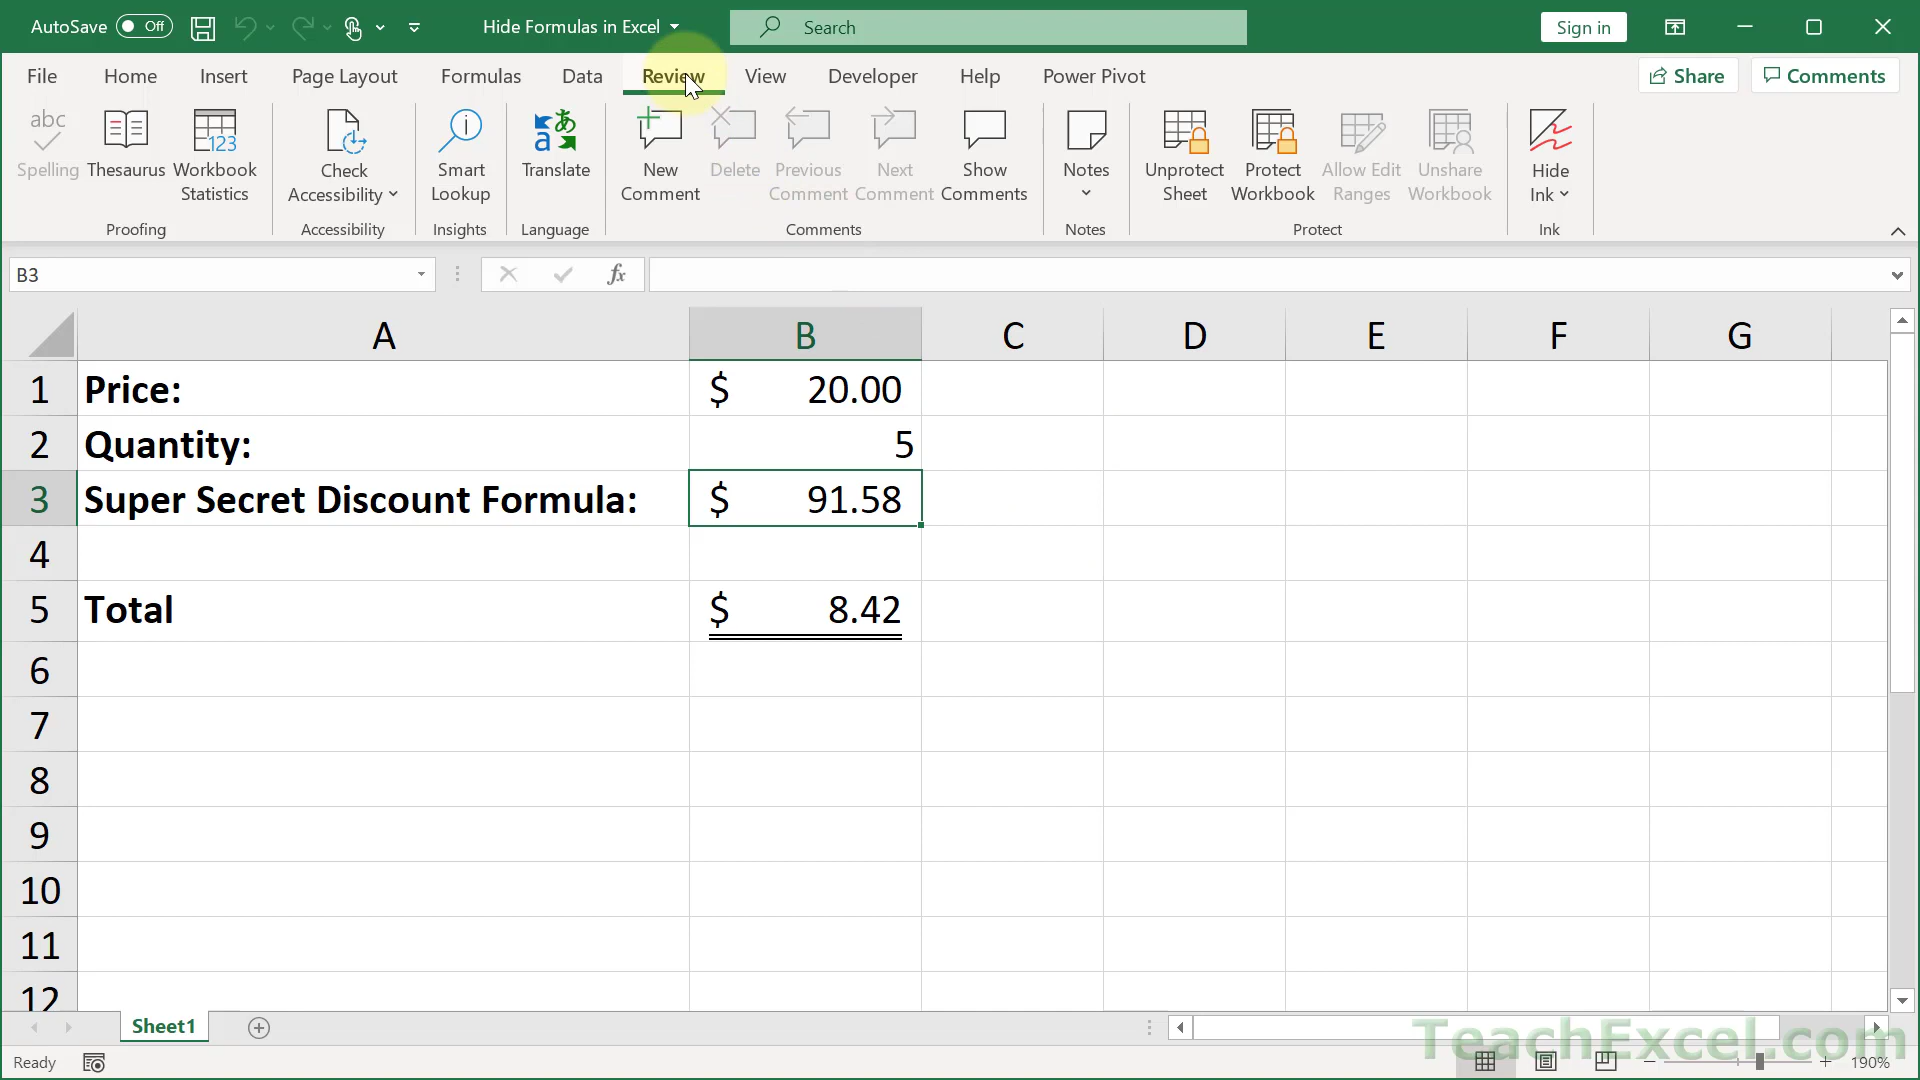 AutoSave Off Hide Formulas in Excel Search Sign in
File Home Insert Page Layout Formulas Data Review View Developer Help Power Pivot Share Comments
abc 123 i a あ
Spelling Thesaurus Workbook Statistics Check Accessibility Smart Lookup Translate New Comment Delete Previous Comment Next Comment Show Comments Notes Unprotect Sheet Protect Workbook Allow Edit Ranges Unshare Workbook Hide Ink
Proofing Accessibility Insights Language Comments Notes Protect Ink
B3 fx
A B C D E F G
1 Price: $ 20.00
2 Quantity: 5
3 Super Secret Discount Formula: $ 91.58
4
5 Total $ 8.42
6
7
8
9
10
11
12
Sheet1
TeachExcel.com
Ready 190%